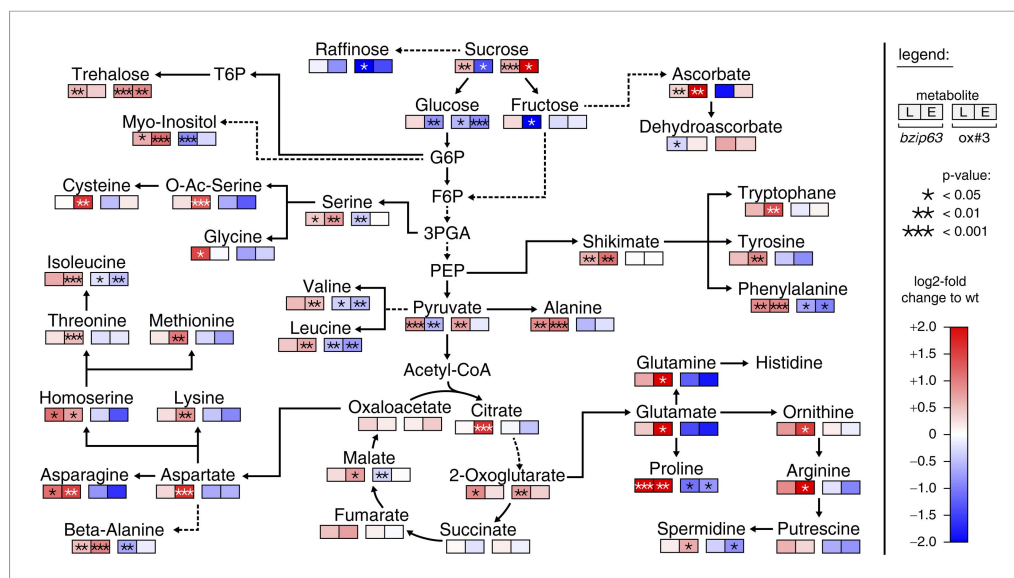 Raffinose
Sucrose
legend:
** * *** *
*
Trehalose
T6P
Ascorbate
** *** **
** **
Glucose
Fructose
metabolite
L E L E
Myo-Inositol
** * ***
*
Dehydroascorbate
bzip63 ox#3
* *** ***
*
G6P
p-value:
Cysteine
O-Ac-Serine
F6P
Tryptophane
* < 0.05
**
***
Serine
**
** < 0.01
* ** **
*** < 0.001
Glycine
3PGA
Shikimate
Tyrosine
*
** **
**
Isoleucine
PEP
*** * **
Valine
Phenylalanine
log2-fold
change to wt
** * **
Pyruvate
Alanine
** *** * *
Threonine
Methionine
Leucine
*** ** **
** ***
+2.0
***
**
** ** **
+1.5
Acetyl-CoA
Glutamine
Histidine
+1.0
*
Homoserine
Lysine
Oxaloacetate
Citrate
Glutamate
Ornithine
+0.5
* *
**
***
*
*
0
Malate
−0.5
Asparagine
Aspartate
* **
2-Oxoglutarate
Proline
Arginine
−1.0
* **
***
* **
*** ** * *
*
Fumarate
−1.5
Beta-Alanine
Succinate
Spermidine
Putrescine
** *** **
* *
−2.0